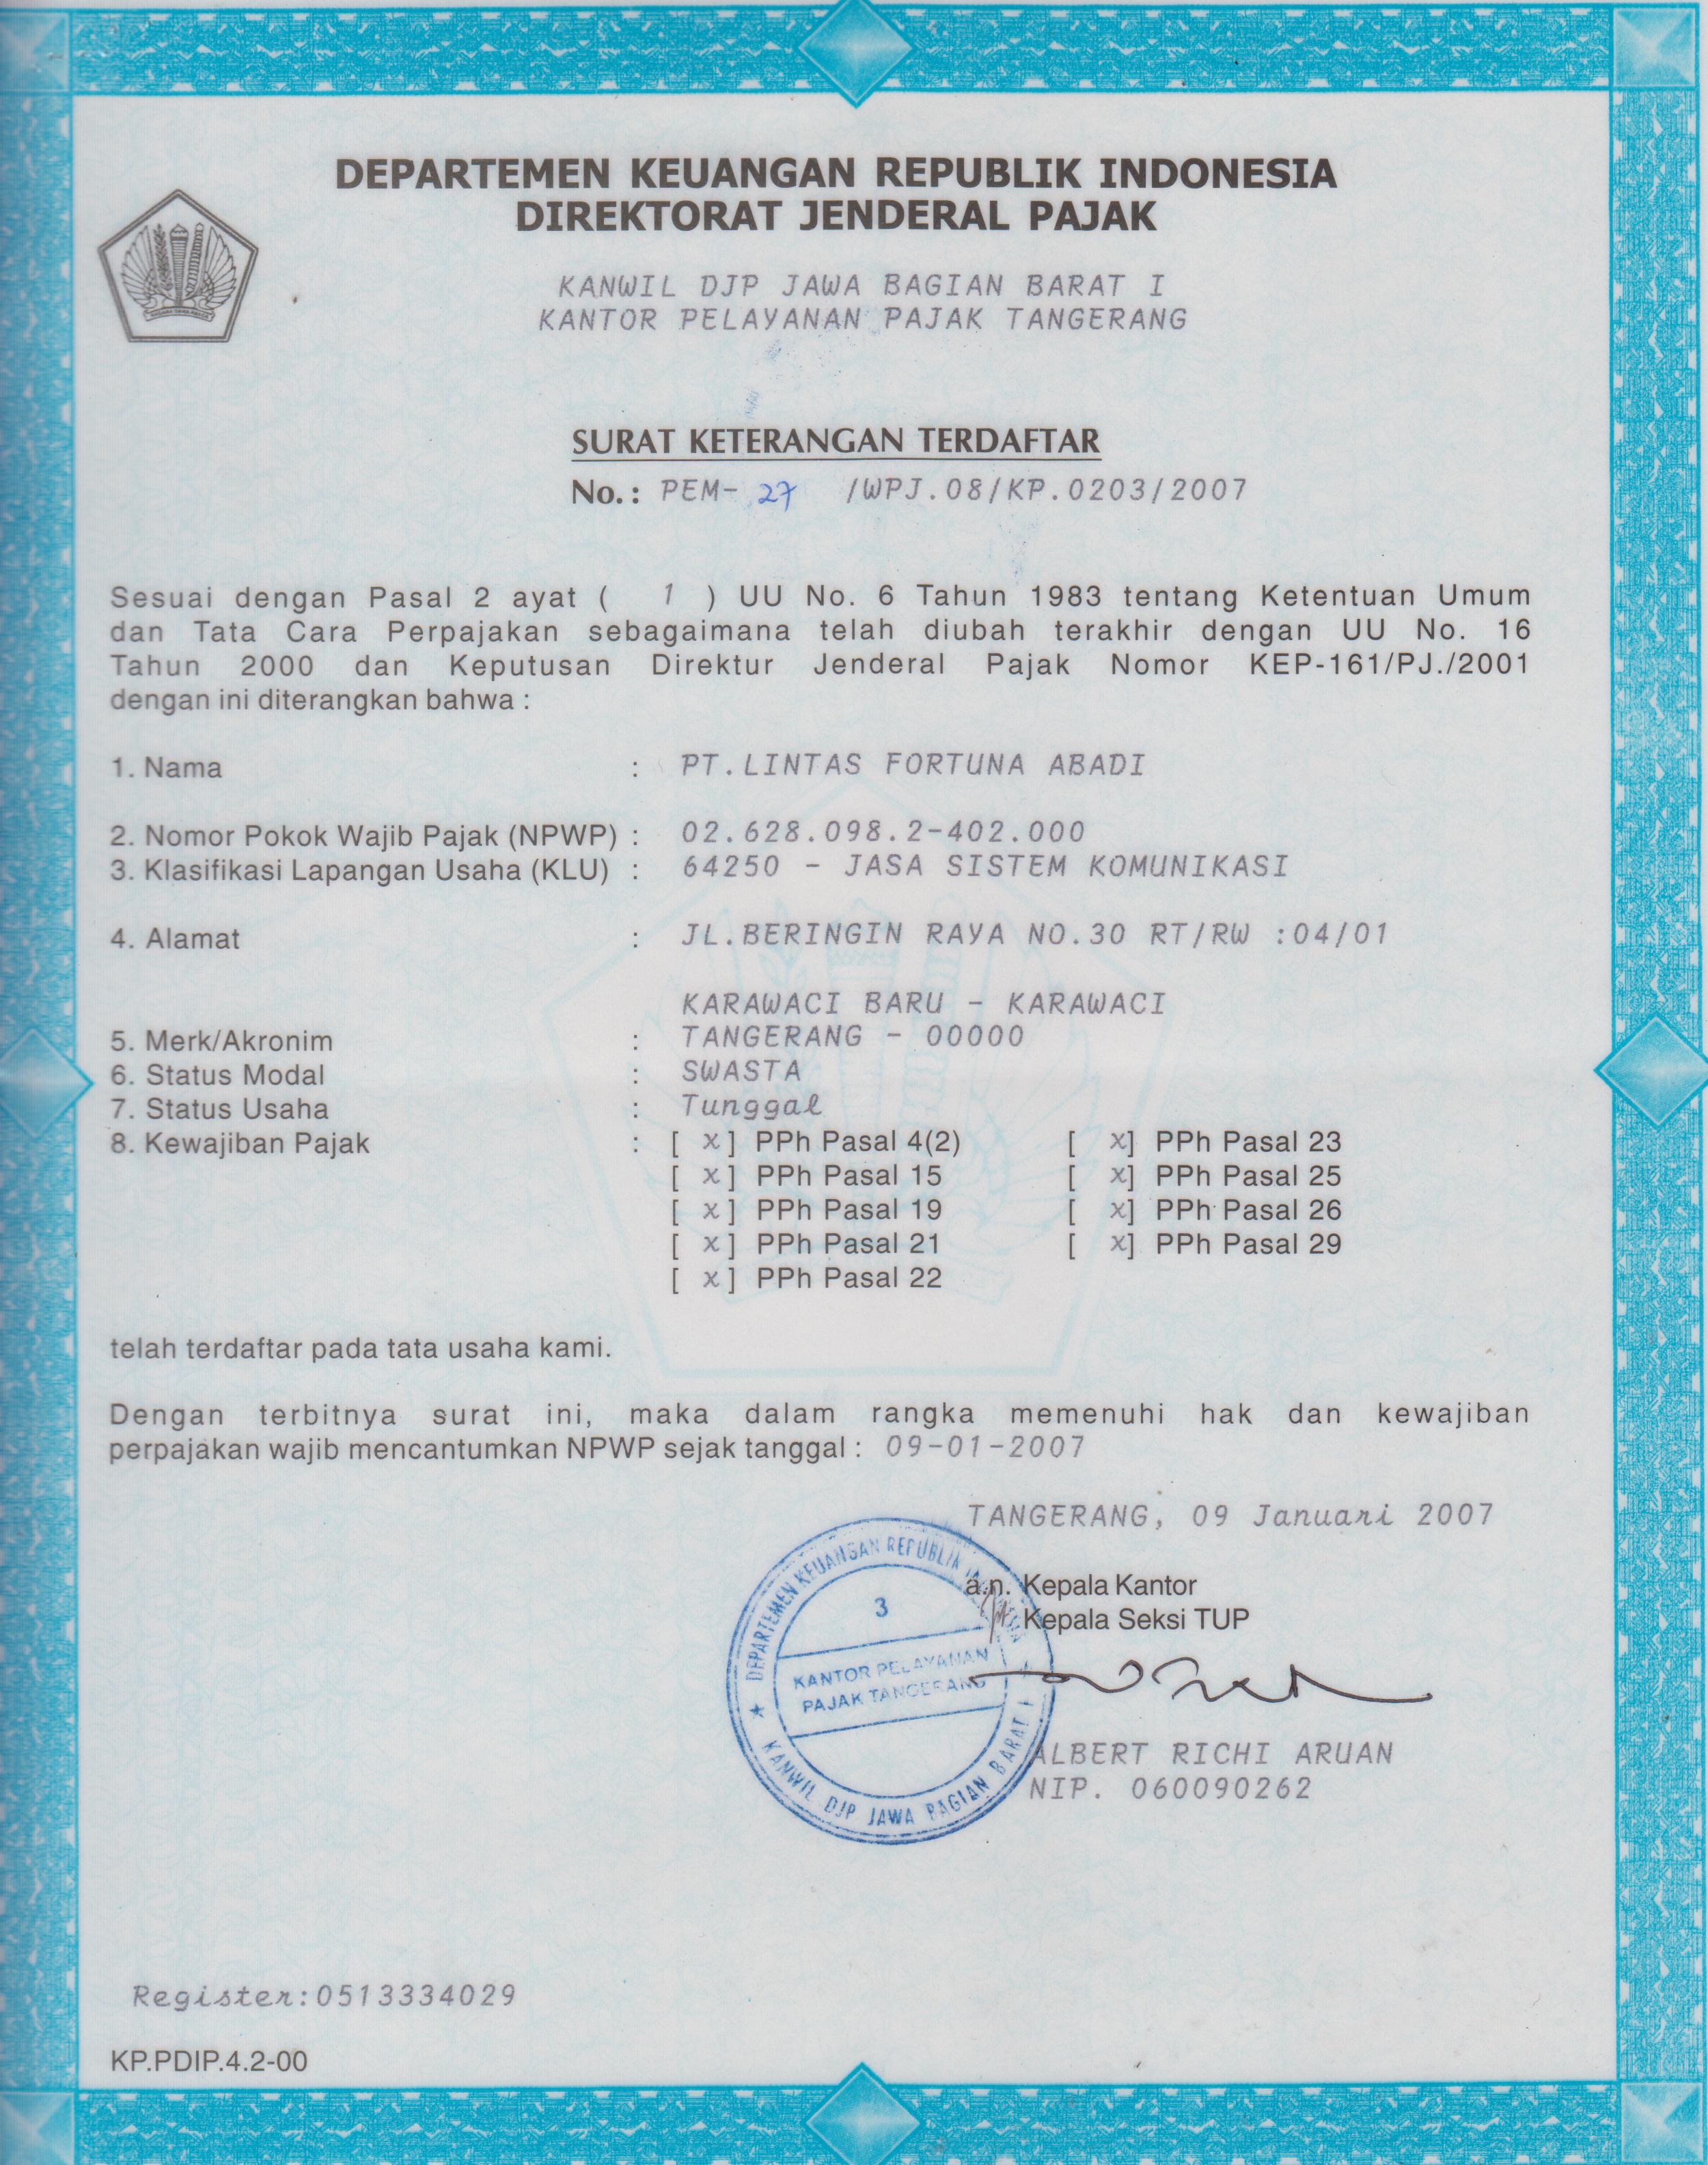 DEPARTEMEN KEUANGAN REPUBLIK INDONESIA
DIREKTORAT JENDERAL PAJAK
KANWIL DJP JAWA BAGIAN BARAT I
KANTOR PELAYANAN PAJAK TANGERANG
SURAT KETERANGAN TERDAFTAR
No. : PEM- 27 /WPJ.08/KP.0203/2007
Sesuai dengan Pasal 2 ayat ( 1 ) UU No. 6 Tahun 1983 tentang Ketentuan Umum
dan Tata Cara Perpajakan sebagaimana telah diubah terakhir dengan UU No. 16
Tahun 2000 dan Keputusan Direktur Jenderal Pajak Nomor KEP-161/PJ./2001
dengan ini diterangkan bahwa :
1. Nama : PT.LINTAS FORTUNA ABADI
2. Nomor Pokok Wajib Pajak (NPWP) : 02.628.098.2-402.000
3. Klasifikasi Lapangan Usaha (KLU) : 64250 - JASA SISTEM KOMUNIKASI
4. Alamat : JL.BERINGIN RAYA NO.30 RT/RW :04/01
KARAWACI BARU - KARAWACI
5. Merk/Akronim : TANGERANG - 00000
6. Status Modal : SWASTA
7. Status Usaha : Tunggal
8. Kewajiban Pajak : [ x ] PPh Pasal 4(2) [ x] PPh Pasal 23
[ x ] PPh Pasal 15 [ x] PPh Pasal 25
[ x ] PPh Pasal 19 [ x] PPh Pasal 26
[ x ] PPh Pasal 21 [ x] PPh Pasal 29
[ x ] PPh Pasal 22
telah terdaftar pada tata usaha kami.
Dengan terbitnya surat ini, maka dalam rangka memenuhi hak dan kewajiban
perpajakan wajib mencantumkan NPWP sejak tanggal : 09-01-2007
TANGERANG, 09 Januari 2007
a.n. Kepala Kantor
Kepala Seksi TUP
DEPARTEMEN KEUANGAN REPUBLIK INDONESIA
3
KANTOR PELAYANAN
PAJAK TANGERANG
KANWIL DJP JAWA BAGIAN BARAT I
ALBERT RICHI ARUAN
NIP. 060090262
Register:0513334029
KP.PDIP.4.2-00